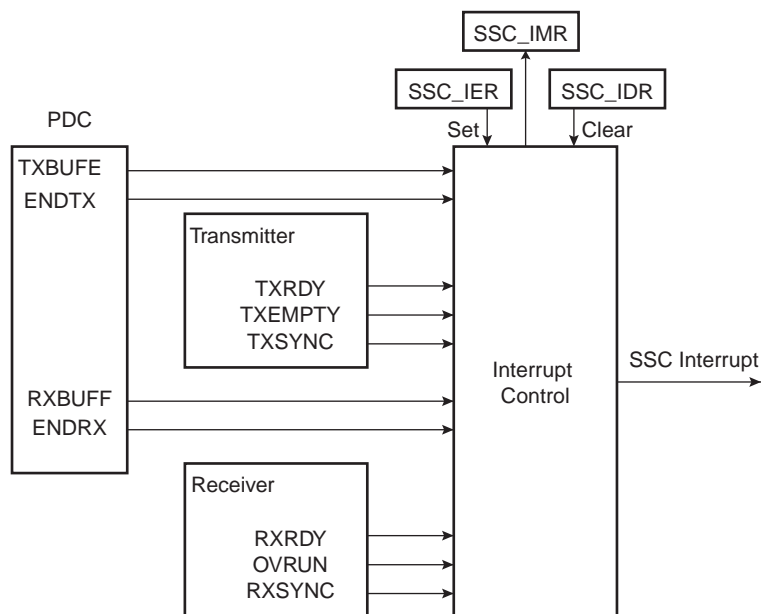 SSC_IMR
SSC_IER
SSC_IDR
Set
Clear
PDC
TXBUFE
ENDTX
Transmitter
TXRDY
TXEMPTY
TXSYNC
RXBUFF
ENDRX
Interrupt
Control
SSC Interrupt
Receiver
RXRDY
OVRUN
RXSYNC